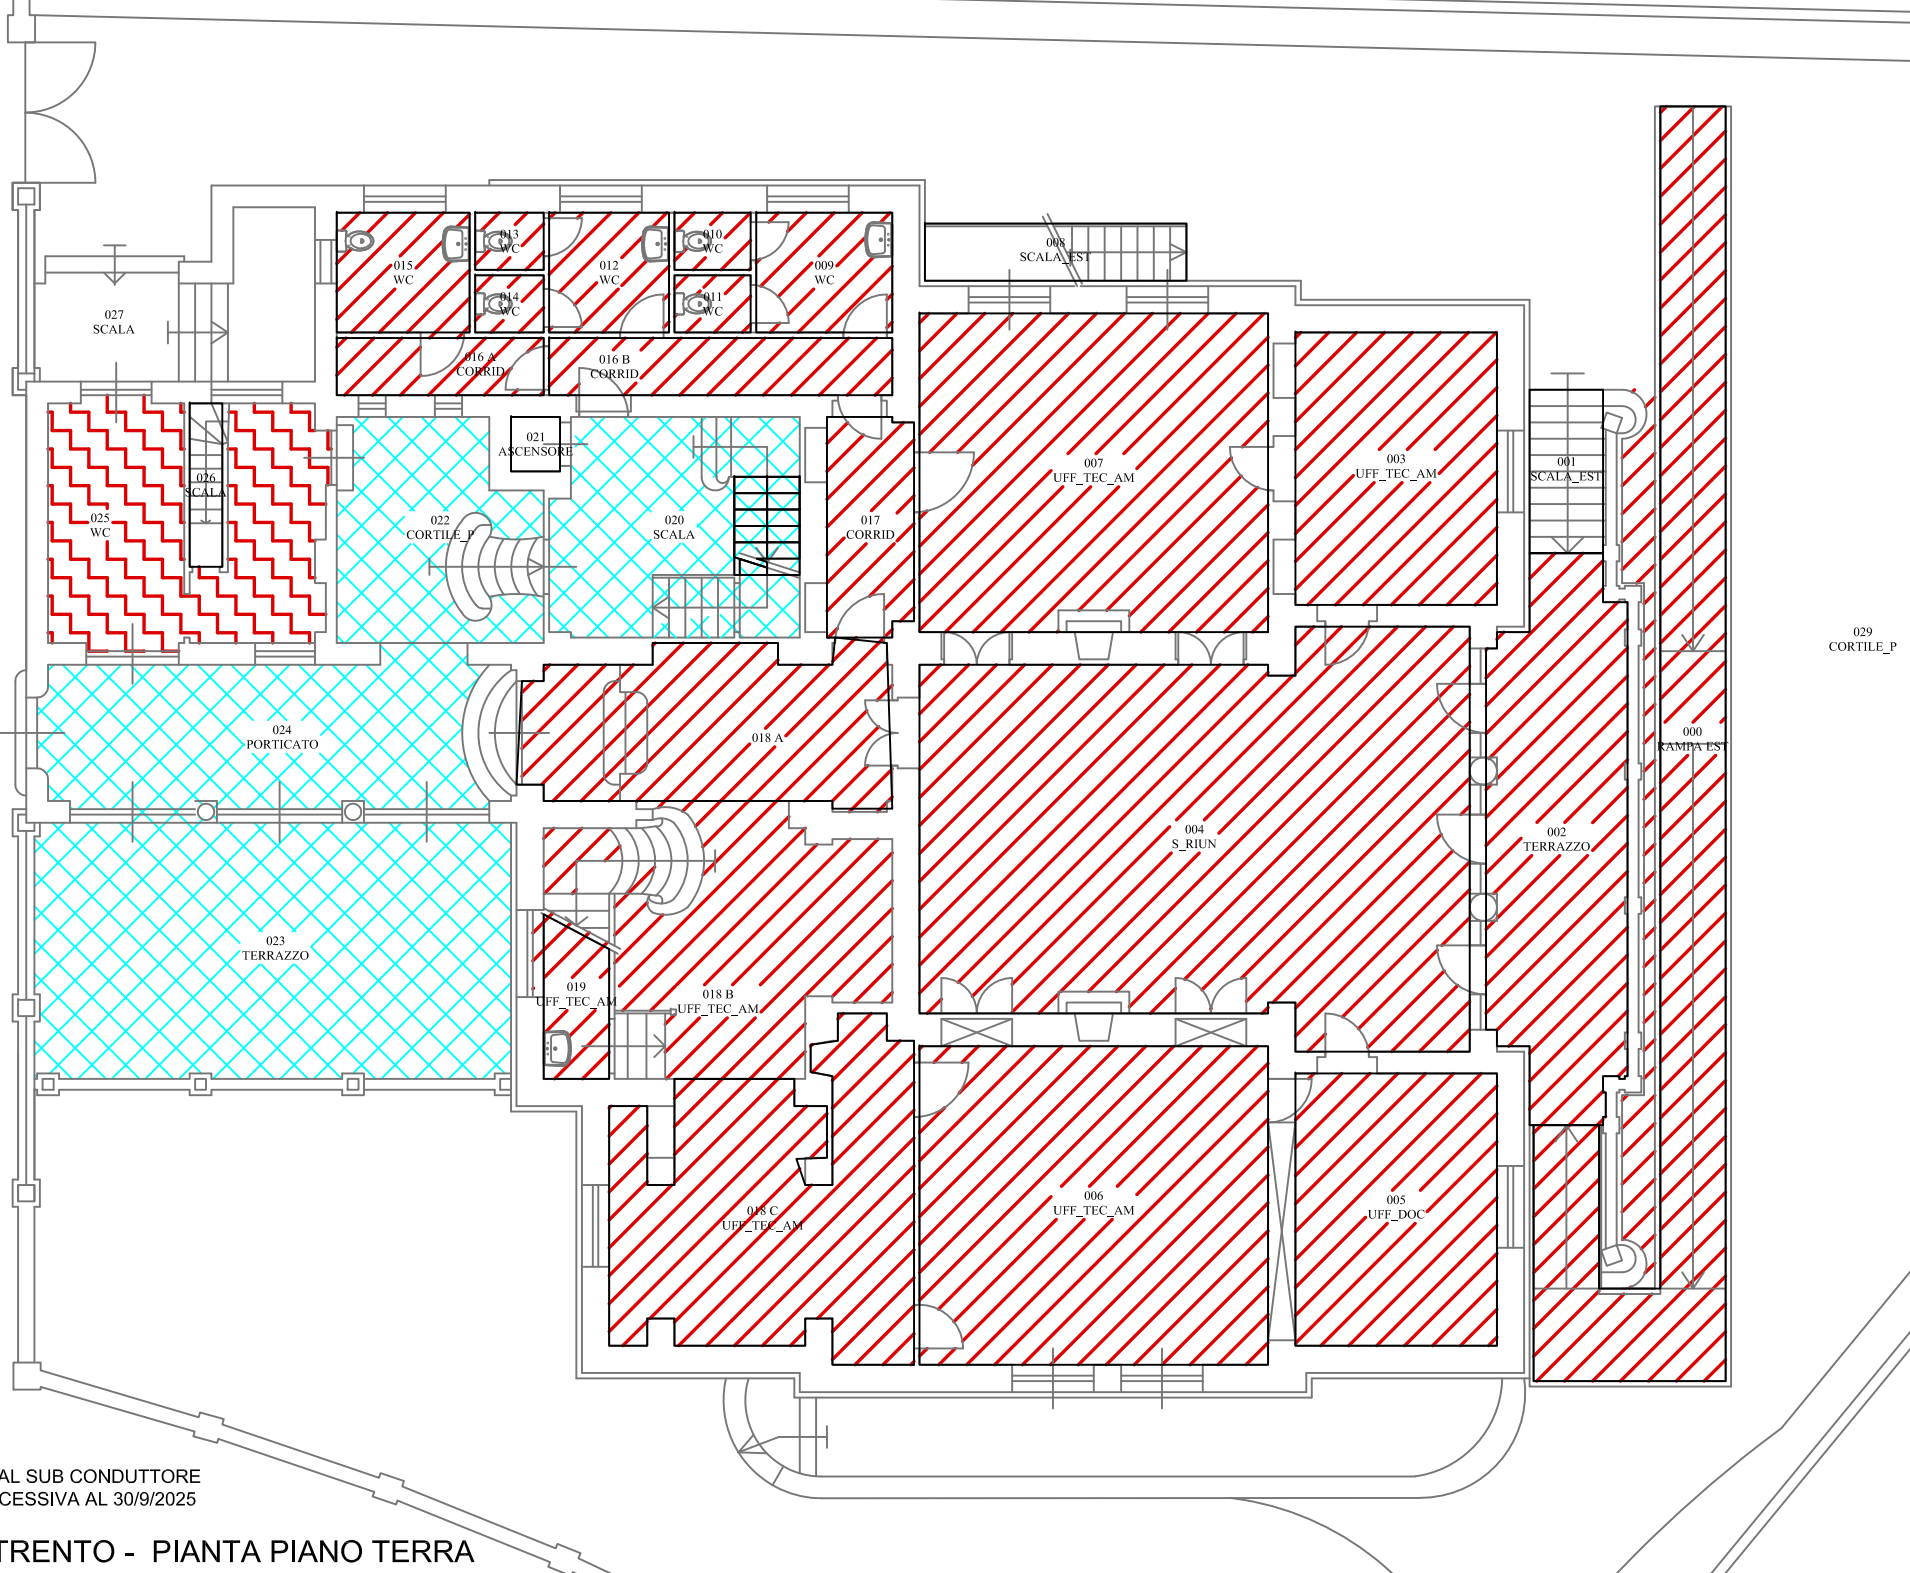 013
WC
010
WC
008
SCALA_EST
015
WC
012
WC
009
WC
014
WC
011
WC
027
SCALA
016 A
CORRID
016 B
CORRID
021
ASCENSORE
007
UFF_TEC_AM
003
UFF_TEC_AM
001
SCALA_EST
026
SCALA
025
WC
022
CORTILE_P
020
SCALA
017
CORRID
029
CORTILE_P
024
PORTICATO
018 A
000
RAMPA EST
004
S_RIUN
002
TERRAZZO
023
TERRAZZO
019
UFF_TEC_AM
018 B
UFF_TEC_AM
006
UFF_TEC_AM
005
UFF_DOC
018 C
UFF_TEC_AM
AL SUB CONDUTTORE
CESSIVA AL 30/9/2025
TRENTO - PIANTA PIANO TERRA